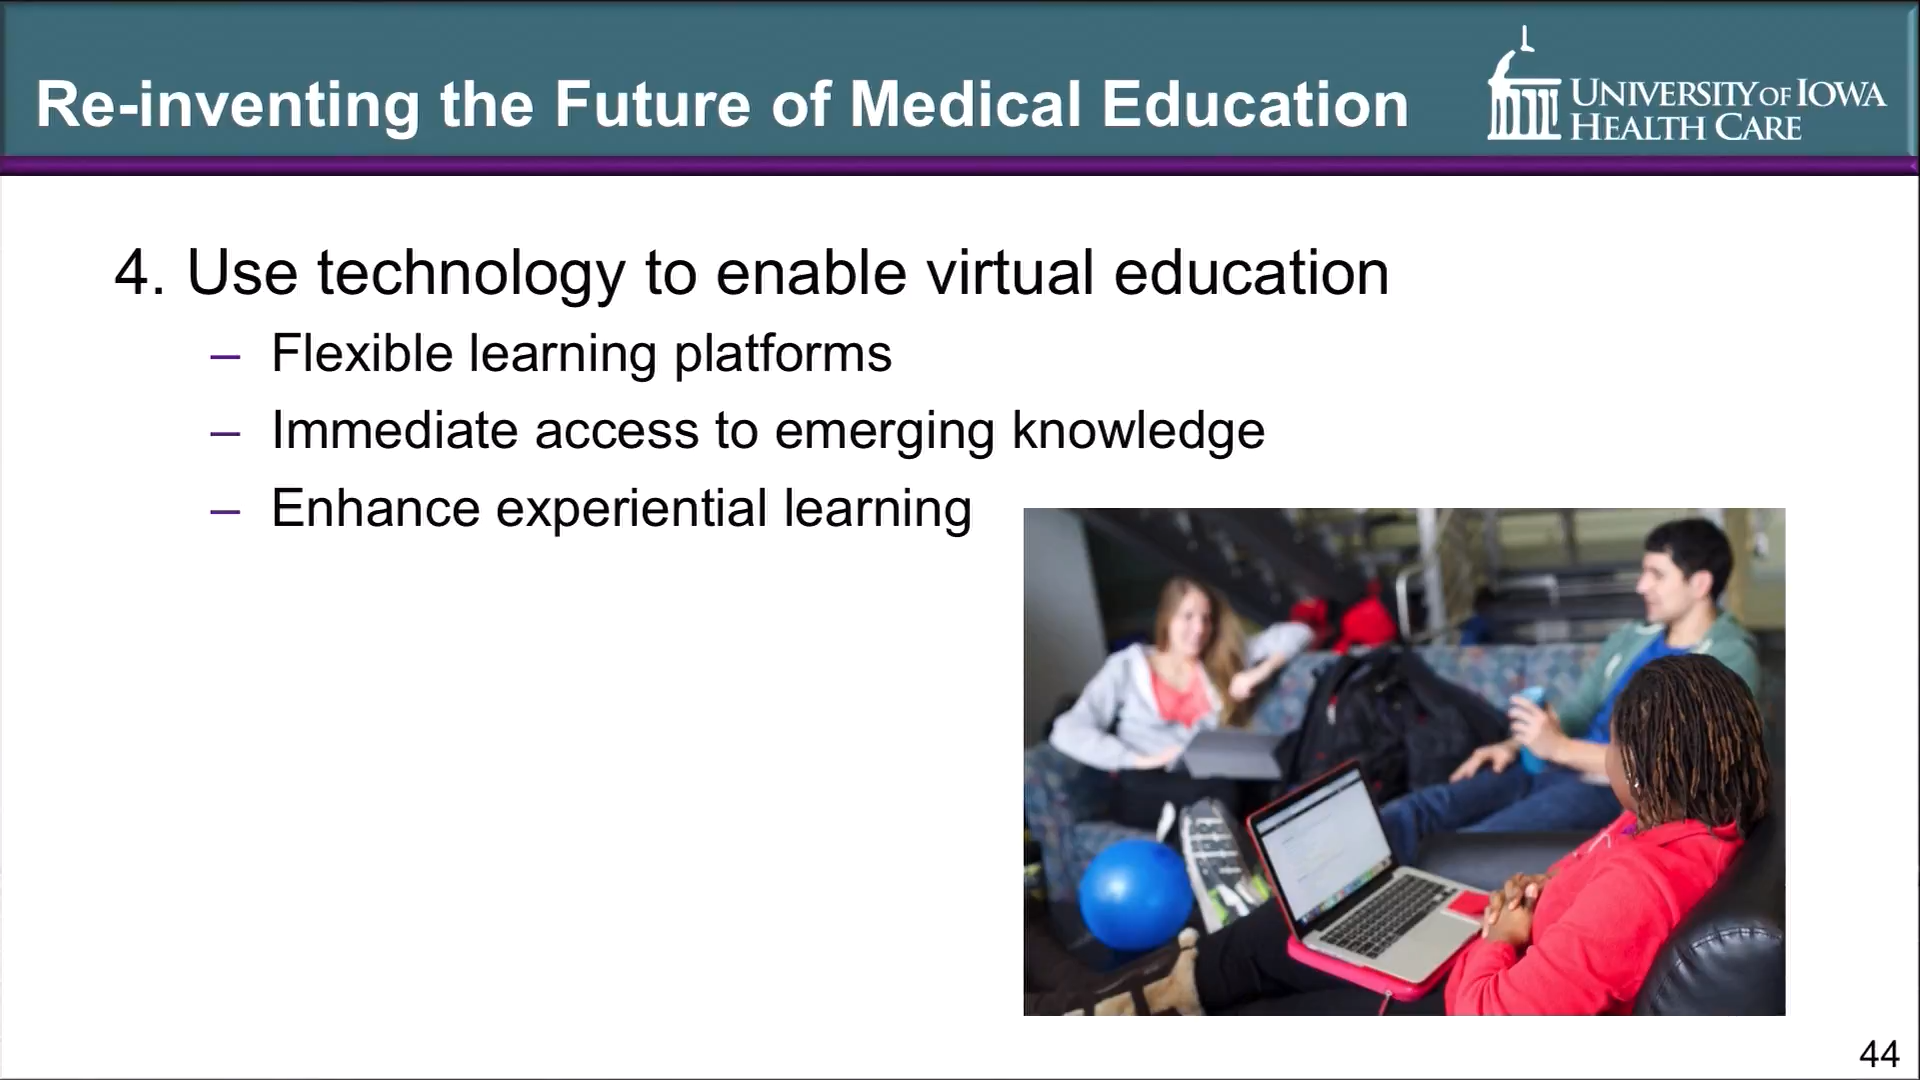 Re-inventing the Future of Medical Education
UNIVERSITY OF IOWA
HEALTH CARE
4. Use technology to enable virtual education
– Flexible learning platforms
– Immediate access to emerging knowledge
– Enhance experiential learning
44